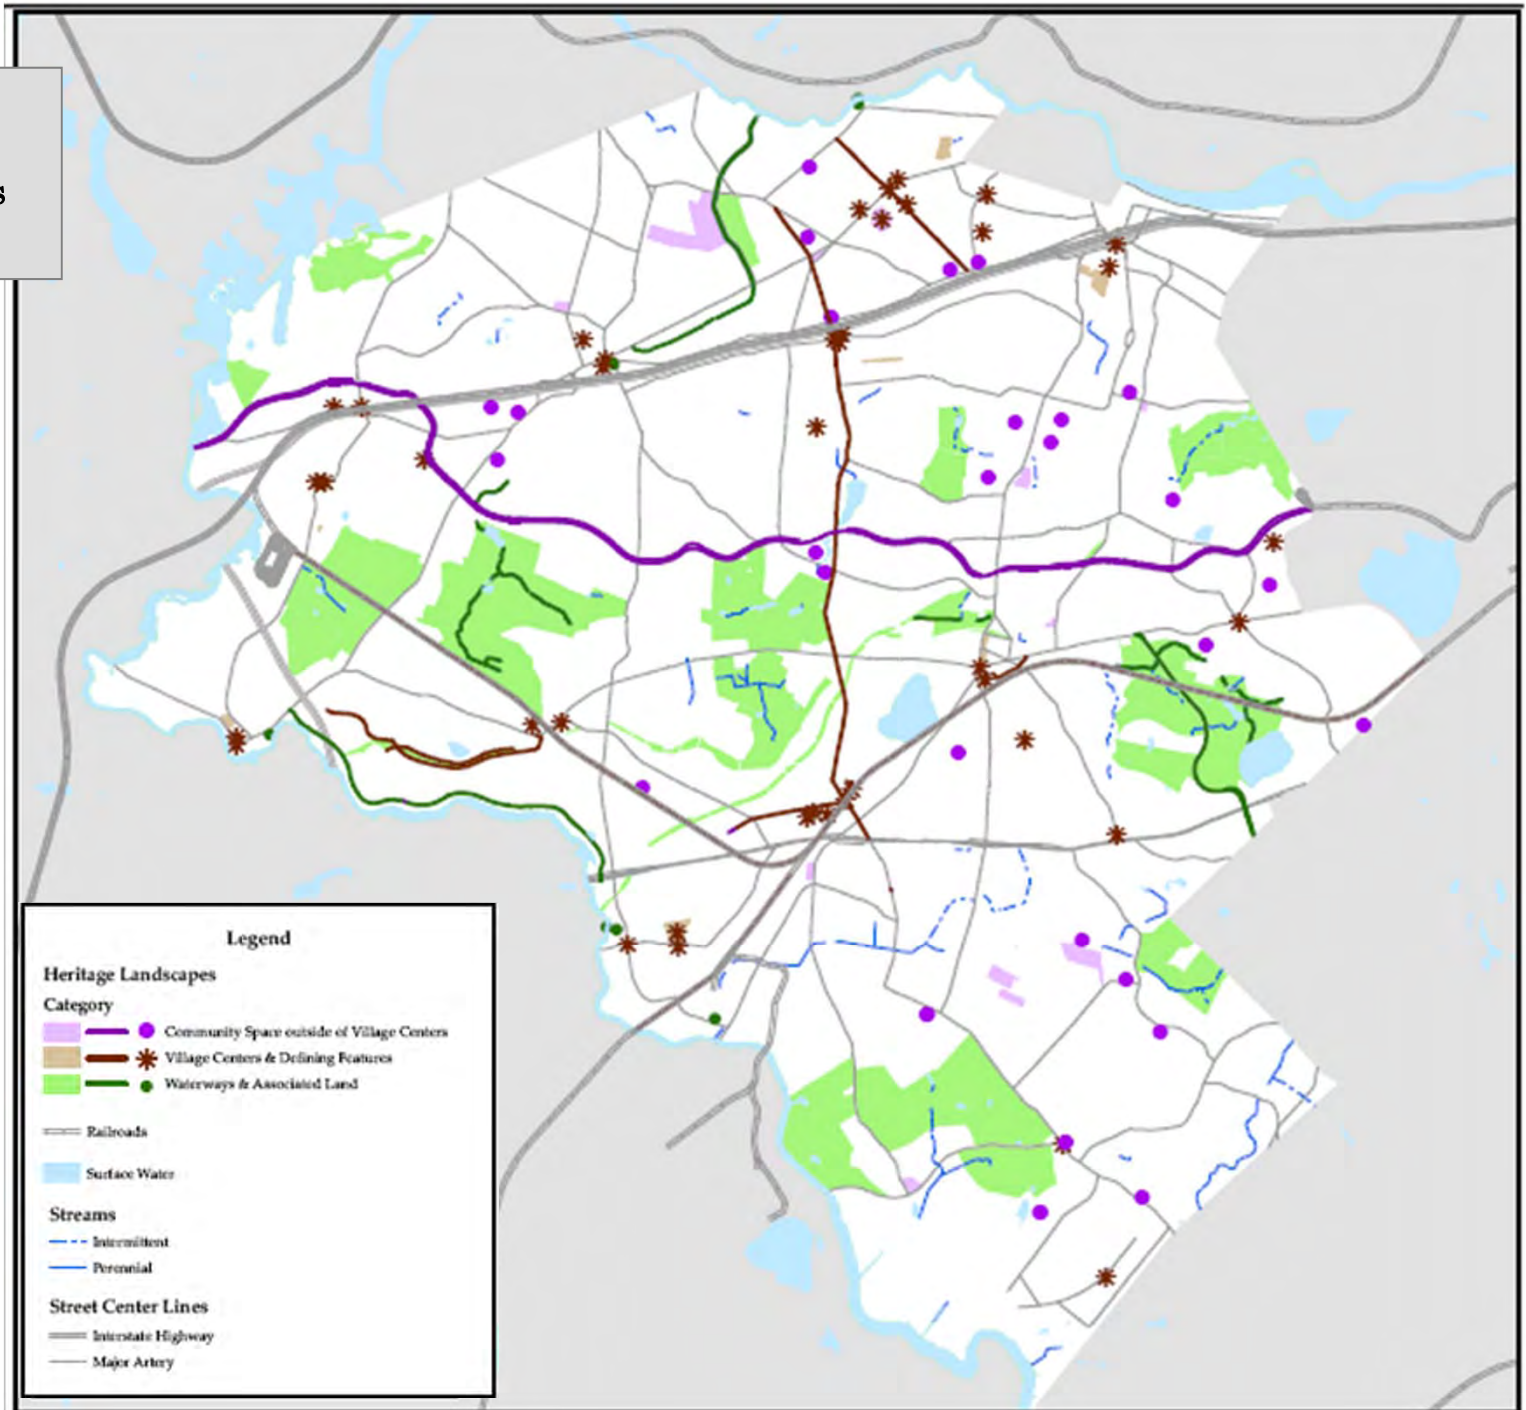 s
Legend
Heritage Landscapes
Category
Community Space outside of Village Centers
Village Centers & Defining Features
Waterways & Associated Land
Railroads
Surface Water
Streams
Intermittent
Perennial
Street Center Lines
Interstate Highway
Major Artery